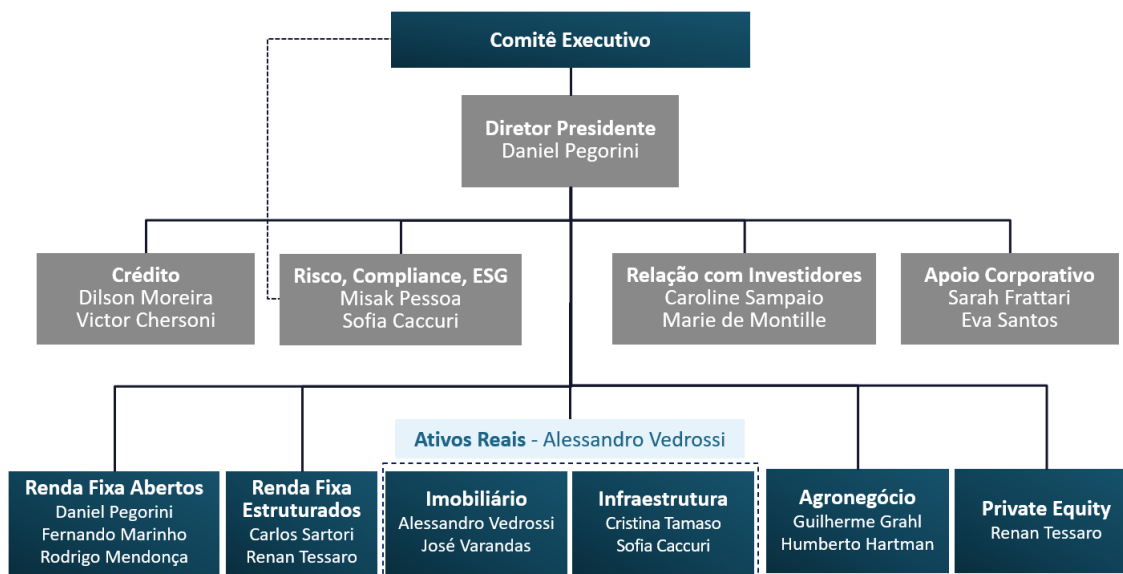 Comitê Executivo
Diretor Presidente
Daniel Pegorini
Crédito
Dilson Moreira
Victor Chersoni
Risco, Compliance, ESG
Misak Pessoa
Sofia Caccuri
Relação com Investidores
Caroline Sampaio
Marie de Montille
Apoio Corporativo
Sarah Frattari
Eva Santos
Ativos Reais - Alessandro Vedrossi
Renda Fixa Abertos
Daniel Pegorini
Fernando Marinho
Rodrigo Mendonça
Renda Fixa
Estruturados
Carlos Sartori
Renan Tessaro
Imobiliário
Alessandro Vedrossi
José Varandas
Infraestrutura
Cristina Tamaso
Sofia Caccuri
Agronegócio
Guilherme Grahl
Humberto Hartman
Private Equity
Renan Tessaro